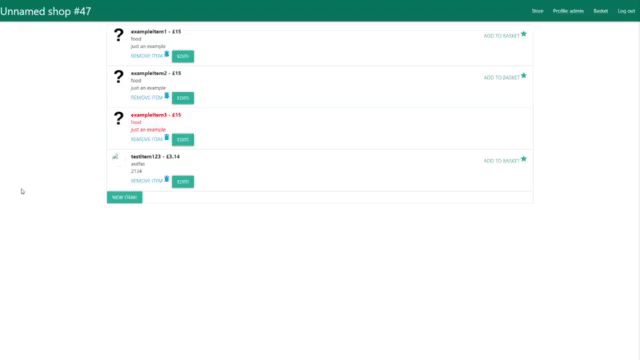 Unnamed shop #47
Store Profile: admin Basket Log out
exampleItem1 - £15
food
just an example
ADD TO BASKET
REMOVE ITEM EDIT
exampleItem2 - £15
food
just an example
ADD TO BASKET
REMOVE ITEM EDIT
exampleItem3 - £15
food
just an example
REMOVE ITEM EDIT
testItem123 - £3.14
2134
ADD TO BASKET
REMOVE ITEM EDIT
NEW ITEM